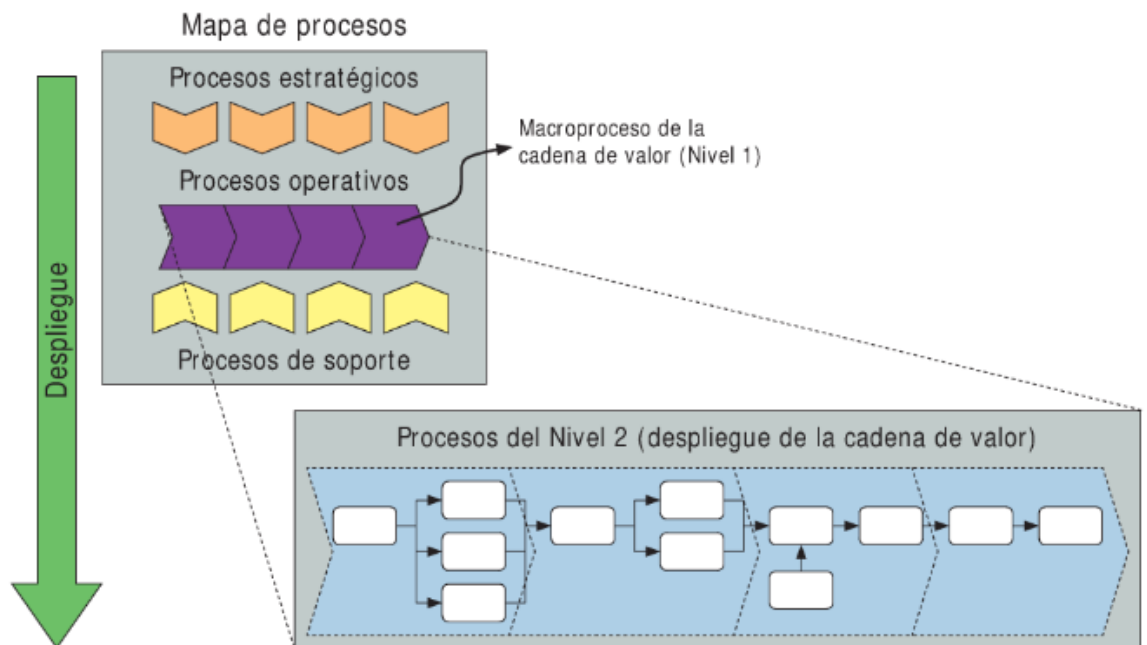 Mapa de procesos
Procesos estratégicos
Macroproceso de la
cadena de valor (Nivel 1)
Procesos operativos
Despliegue
Procesos de soporte
Procesos del Nivel 2 (despliegue de la cadena de valor)